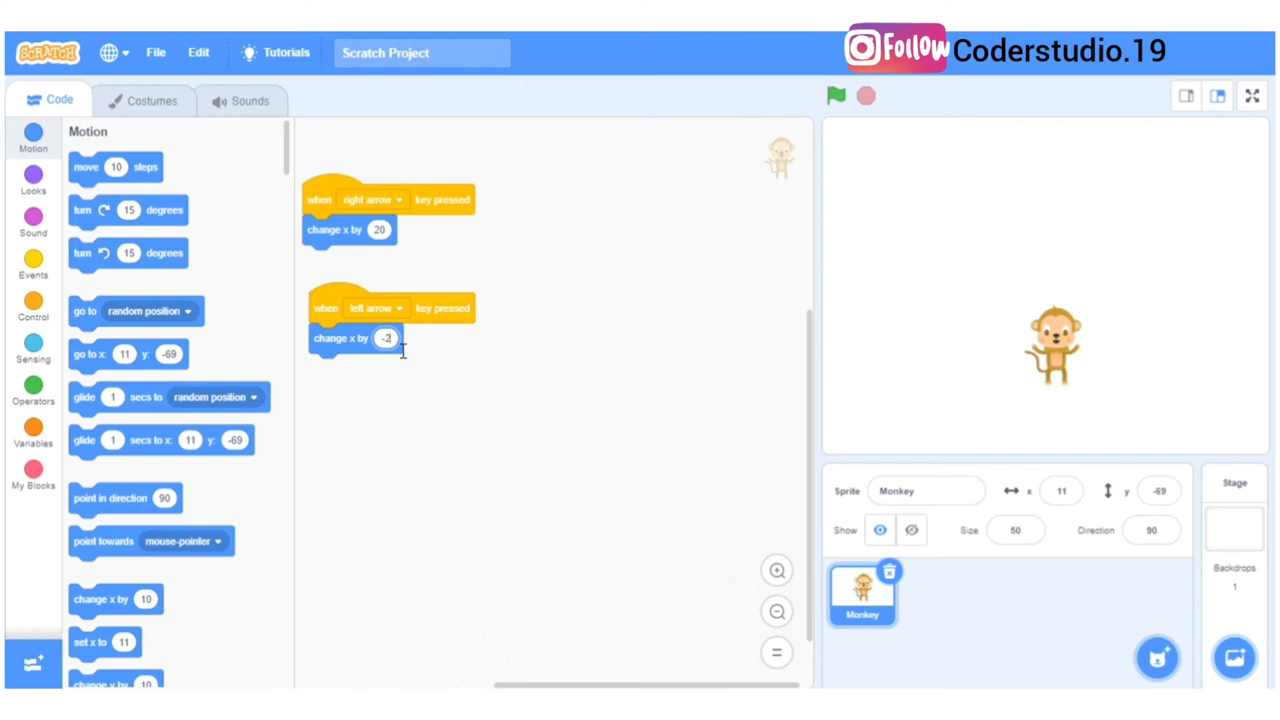 Follow Coderstudio.19
SCRATCH File Edit Tutorials Scratch Project
Code Costumes Sounds
Motion
Looks
Sound
Events
Control
Sensing
Operators
Variables
My Blocks
Motion
move 10 steps
turn 15 degrees
turn 15 degrees
go to random position
go to x: 11 y: -69
glide 1 secs to random position
glide 1 secs to x: 11 y: -69
point in direction 90
point towards mouse-pointer
change x by 10
set x to 11
change y by 10
when right arrow key pressed
change x by 20
when left arrow key pressed
change x by -2
Sprite Monkey x 11 y -69
Show Size 50 Direction 90
Monkey
Stage
Backdrops
1